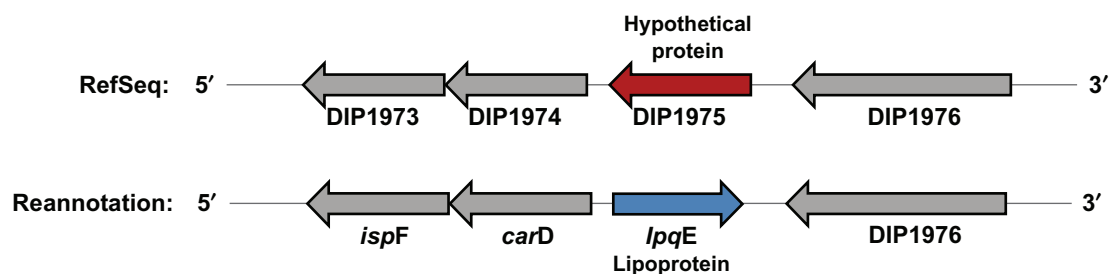 Hypothetical
protein
RefSeq: 5′ 3′
DIP1973 DIP1974 DIP1975 DIP1976
Reannotation: 5′ 3′
ispF carD lpqE DIP1976
Lipoprotein